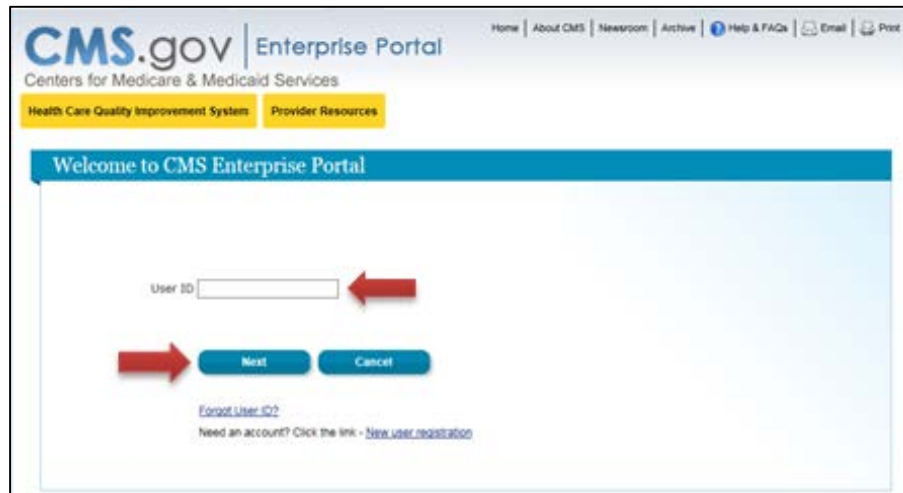 Home | About CMS | Newsroom | Archive | Help & FAQs | Email | Print
CMS.gov | Enterprise Portal
Centers for Medicare & Medicaid Services
Health Care Quality Improvement System Provider Resources
Welcome to CMS Enterprise Portal
User ID
Next Cancel
Forgot User ID?
Need an account? Click the link - New user registration